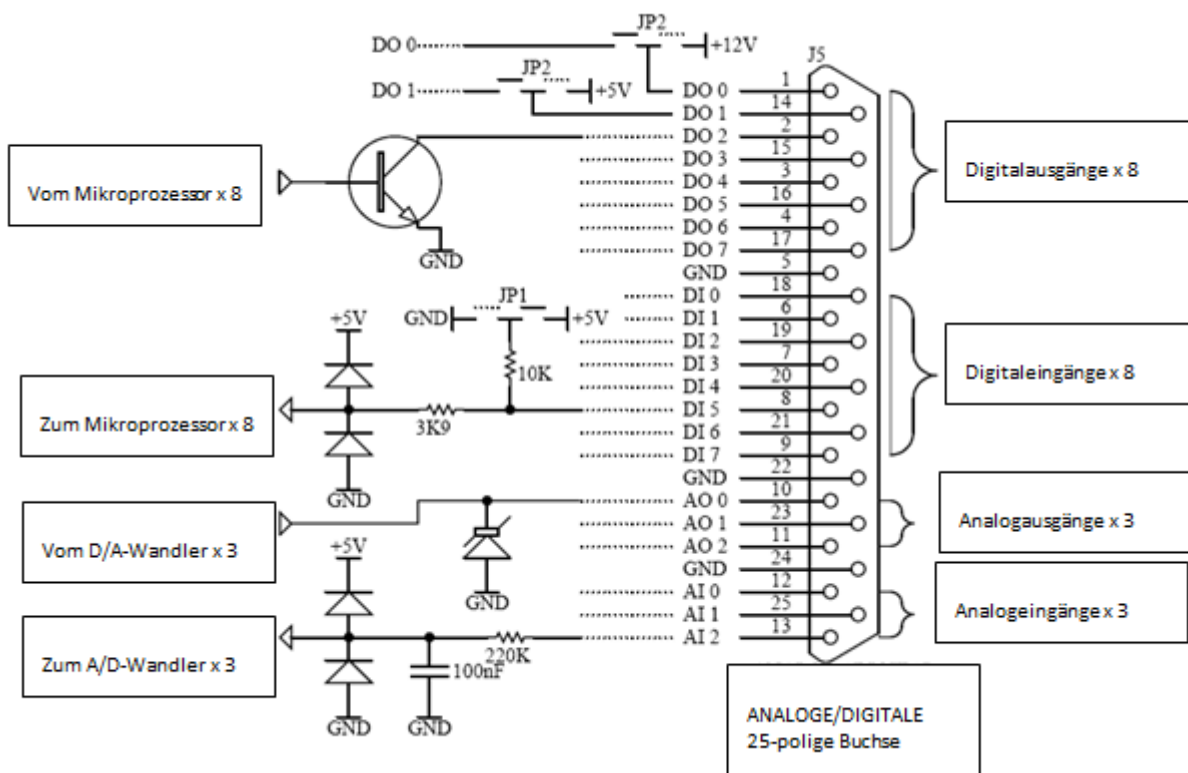 JP2
DO 0
+12V
J5
JP2
DO 1
+5V
DO 0 1
DO 1 14
DO 2 2
DO 3 15
DO 4 3
DO 5 16
DO 6 4
DO 7 17
GND 5
DI 0 18
DI 1 6
DI 2 19
DI 3 7
DI 4 20
DI 5 8
DI 6 21
DI 7 9
GND 22
AO 0 10
AO 1 23
AO 2 11
GND 24
AI 0 12
AI 1 25
AI 2 13
Vom Mikroprozessor x 8
GND
JP1
GND
+5V
10K
+5V
Zum Mikroprozessor x 8
3K9
GND
Vom D/A-Wandler x 3
GND
+5V
Zum A/D-Wandler x 3
220K
100nF
GND
GND
Digitalausgänge x 8
Digitaleingänge x 8
Analogausgänge x 3
Analogeingänge x 3
ANALOGE/DIGITALE
25-polige Buchse